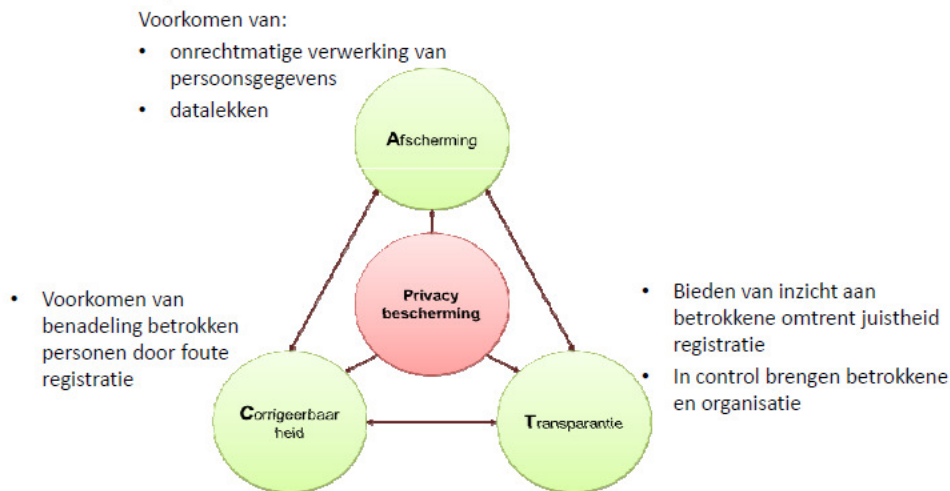 Voorkomen van:
• onrechtmatige verwerking van
persoonsgegevens
• datalekken
Afscherming
Privacy
bescherming
• Voorkomen van
benadeling betrokken
personen door foute
registratie
• Bieden van inzicht aan
betrokkene omtrent juistheid
registratie
• In control brengen betrokkene
en organisatie
Corrigeerbaar
heid
Transparantie